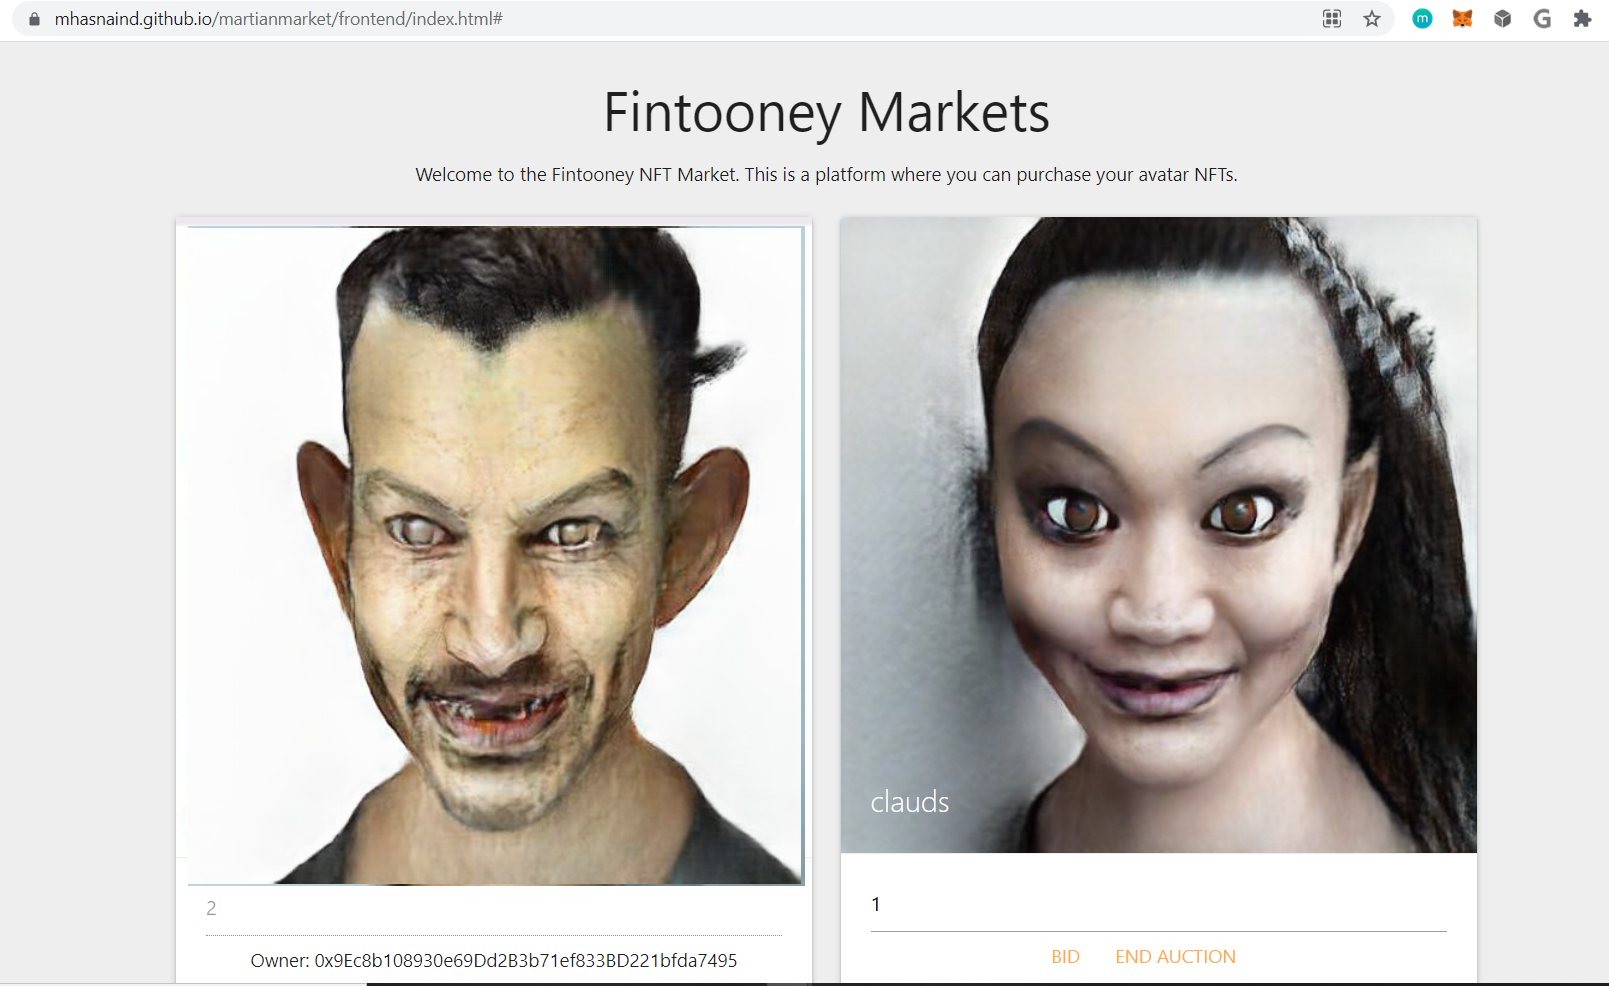 mhasnaind.github.io/martianmarket/frontend/index.html#
m
G
Fintooney Markets
Welcome to the Fintooney NFT Market. This is a platform where you can purchase your avatar NFTs.
clauds
2
Owner: 0x9Ec8b108930e69Dd2B3b71ef833BD221bfda7495
1
BID END AUCTION